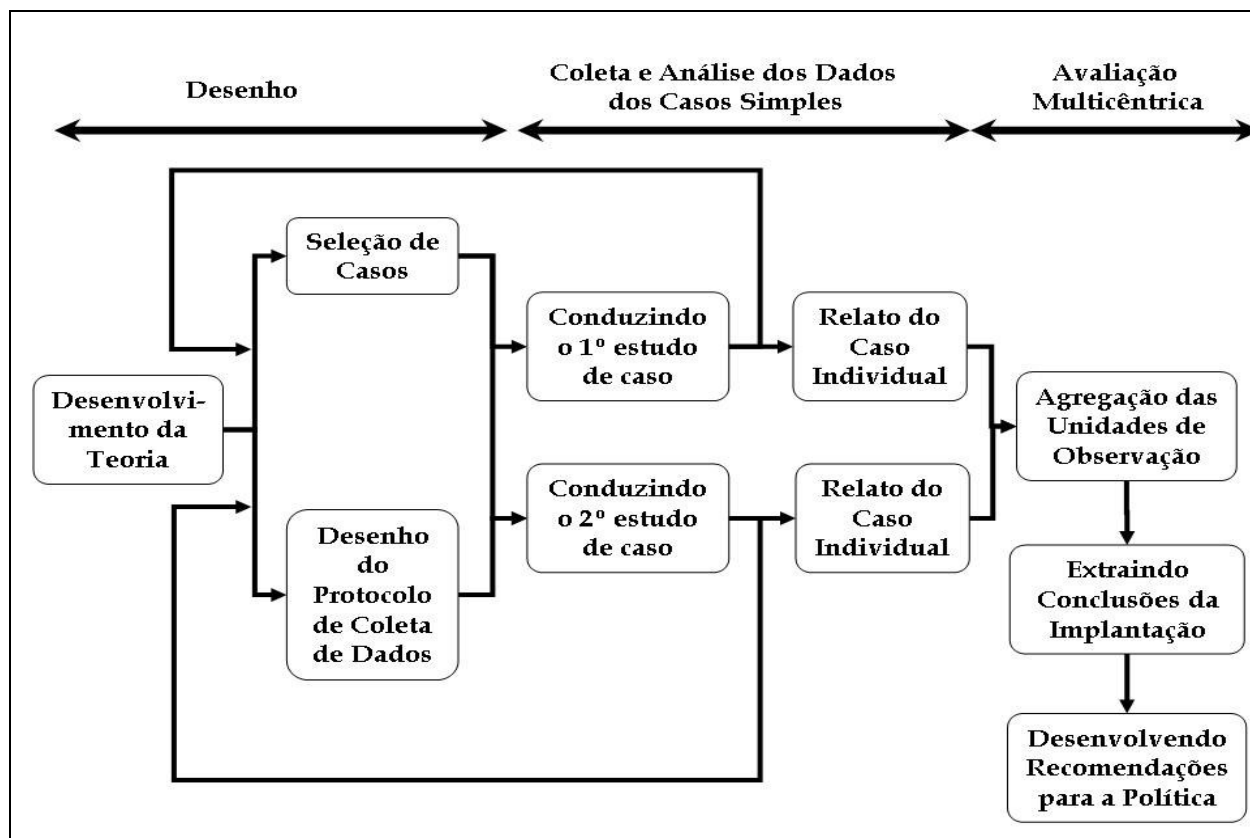 Desenho
Coleta e Análise dos Dados
dos Casos Simples
Avaliação
Multicêntrica
Desenvolvi-
mento da
Teoria
Seleção de
Casos
Desenho
do
Protocolo
de Coleta
de Dados
Conduzindo
o 1º estudo
de caso
Conduzindo
o 2º estudo
de caso
Relato do
Caso
Individual
Relato do
Caso
Individual
Agregação das
Unidades de
Observação
Extraindo
Conclusões da
Implantação
Desenvolvendo
Recomendações
para a Política